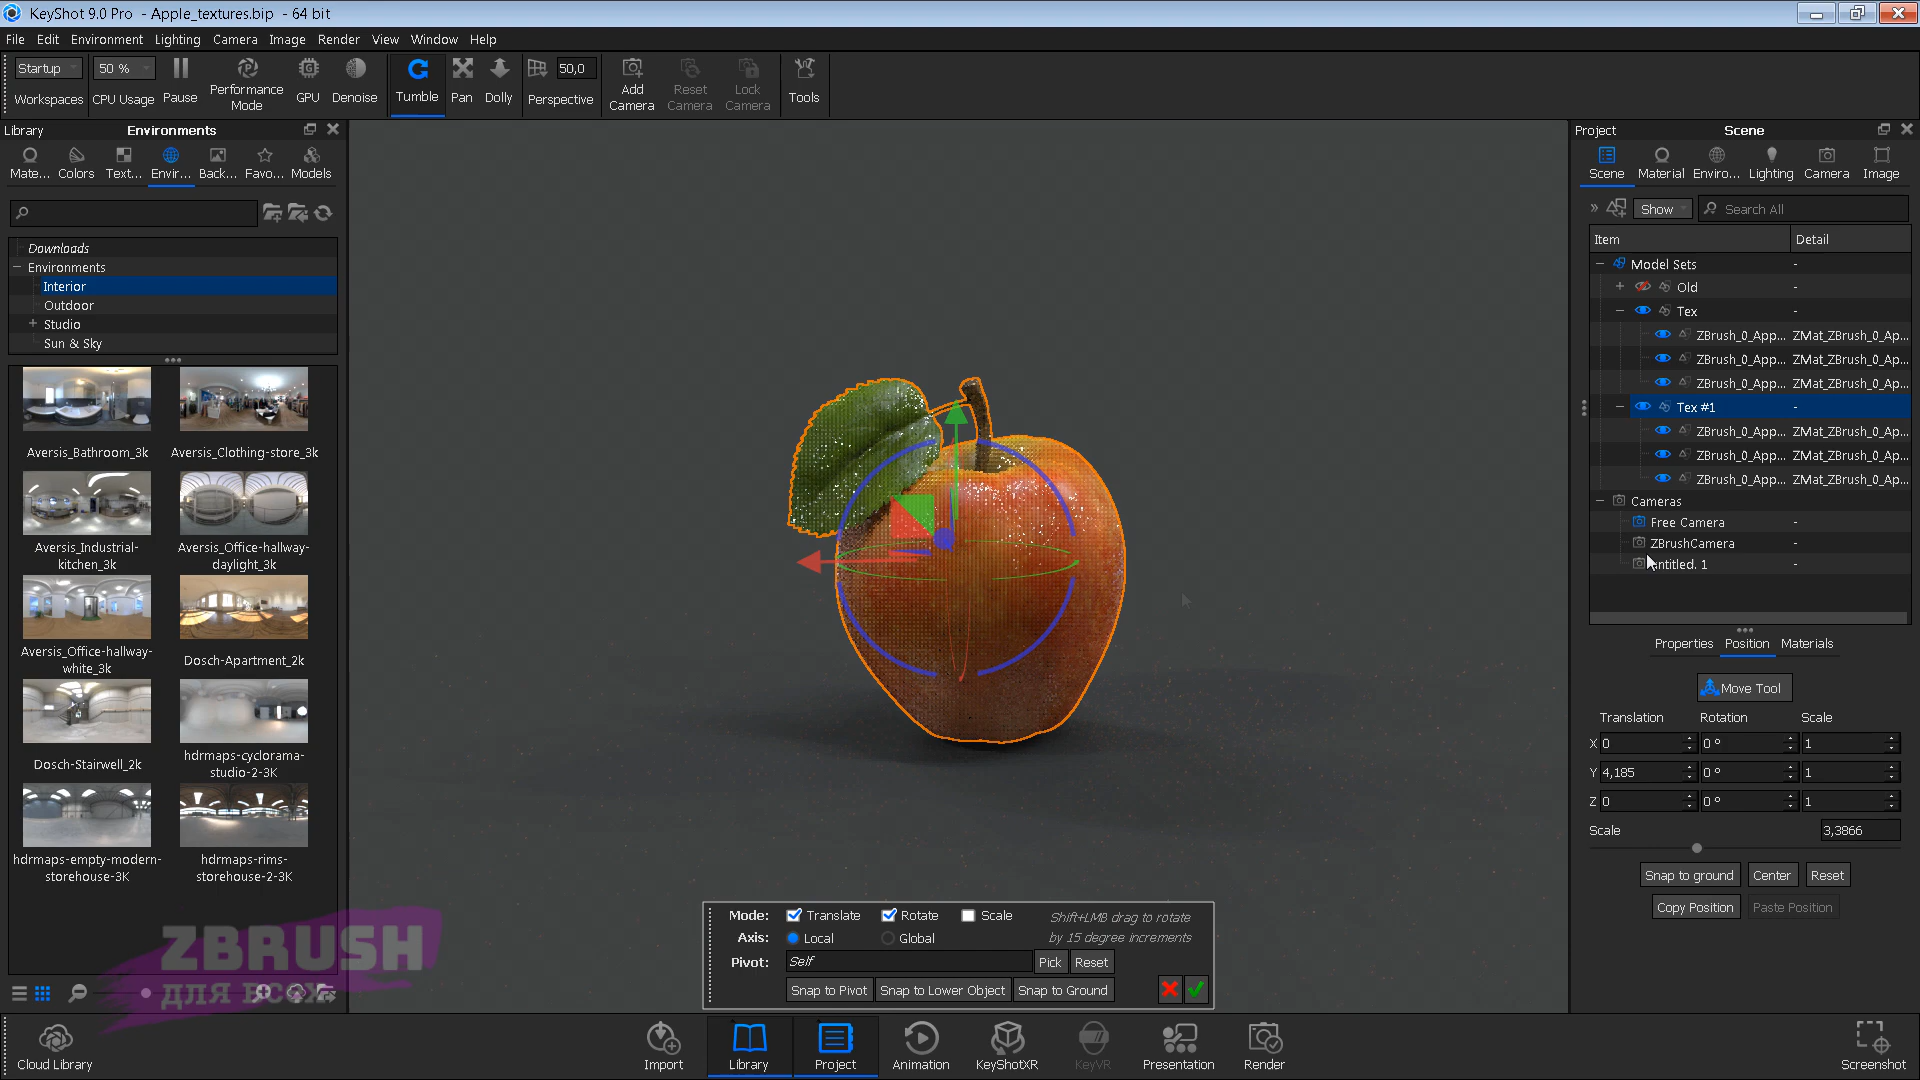 KeyShot 9.0 Pro - Apple_textures.bip - 64 bit
File Edit Environment Lighting Camera Image Render View Window Help
Startup 50 % 50,0
Workspaces CPU Usage Pause Performance Mode GPU Denoise Tumble Pan Dolly Perspective Add Camera Reset Camera Lock Camera Tools
Library Environments
Mate... Colors Text... Envir... Back... Favo... Models
Downloads
Environments
Interior
Outdoor
Studio
Sun & Sky
Aversis_Bathroom_3k Aversis_Clothing-store_3k
Aversis_Industrial-kitchen_3k Aversis_Office-hallway-daylight_3k
Aversis_Office-hallway-white_3k Dosch-Apartment_2k
Dosch-Stairwell_2k hdrmaps-cyclorama-studio-2-3K
hdrmaps-empty-modern-storehouse-3K hdrmaps-rims-storehouse-2-3K
ZBRUSH
ДЛЯ ВСЕХ
Cloud Library
Mode: Translate Rotate Scale Shift+LMB drag to rotate
Axis: Local Global by 15 degree increments
Pivot: Self Pick Reset
Snap to Pivot Snap to Lower Object Snap to Ground
Import Library Project Animation KeyShotXR KeyVR Presentation Render Screenshot
Project Scene
Scene Material Enviro... Lighting Camera Image
Show Search All
Item Detail
Model Sets -
Old -
Tex -
ZBrush_0_App... ZMat_ZBrush_0_Ap...
ZBrush_0_App... ZMat_ZBrush_0_Ap...
ZBrush_0_App... ZMat_ZBrush_0_Ap...
Tex #1 -
ZBrush_0_App... ZMat_ZBrush_0_Ap...
ZBrush_0_App... ZMat_ZBrush_0_Ap...
ZBrush_0_App... ZMat_ZBrush_0_Ap...
Cameras
Free Camera -
ZBrushCamera -
untitled. 1 -
Properties Position Materials
Move Tool
Translation Rotation Scale
X 0 0 ° 1
Y 4,185 0 ° 1
Z 0 0 ° 1
Scale 3,3866
Snap to ground Center Reset
Copy Position Paste Position